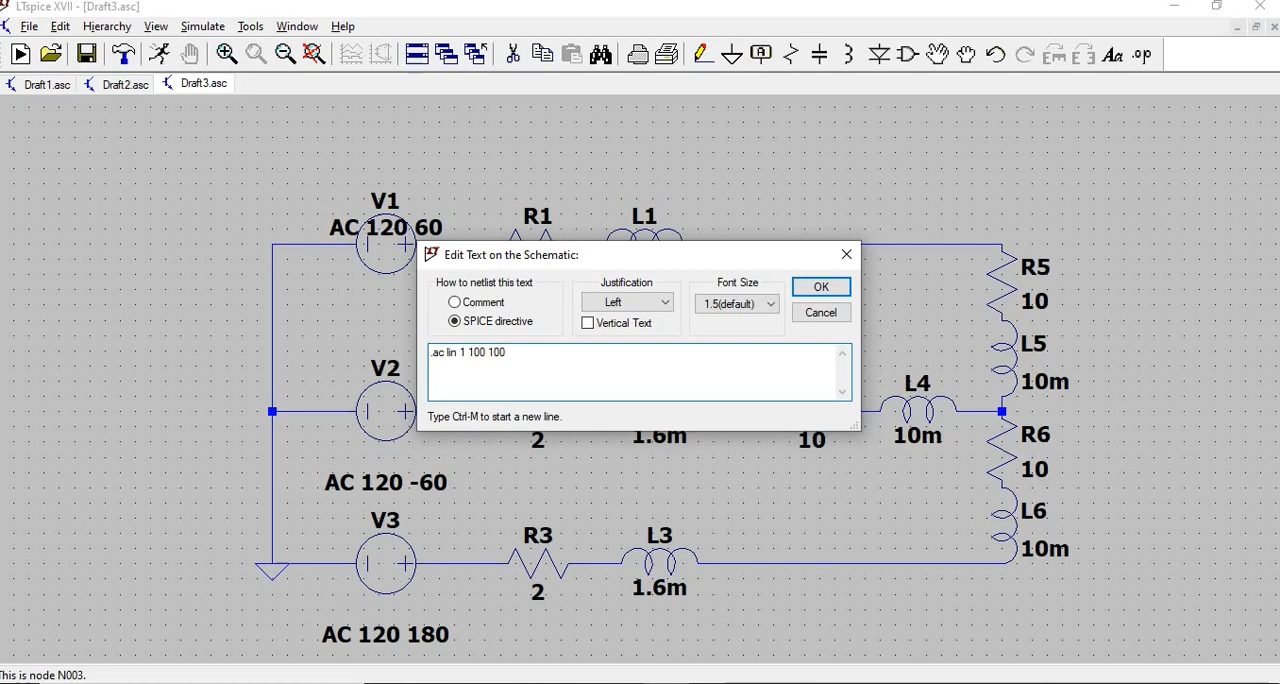 LTspice XVII - [Draft3.asc]
File Edit Hierarchy View Simulate Tools Window Help
Aa .op
Draft1.asc Draft2.asc Draft3.asc
V1
AC 120 60
R1
L1
Edit Text on the Schematic:
How to netlist this text
Comment
SPICE directive
Justification
Left
Vertical Text
Font Size
1.5(default)
OK
Cancel
.ac lin 1 100 100
Type Ctrl-M to start a new line.
R5
10
L5
10m
V2
AC 120 -60
2
1.6m
10
L4
10m
R6
10
L6
10m
V3
AC 120 180
R3
2
L3
1.6m
This is node N003.